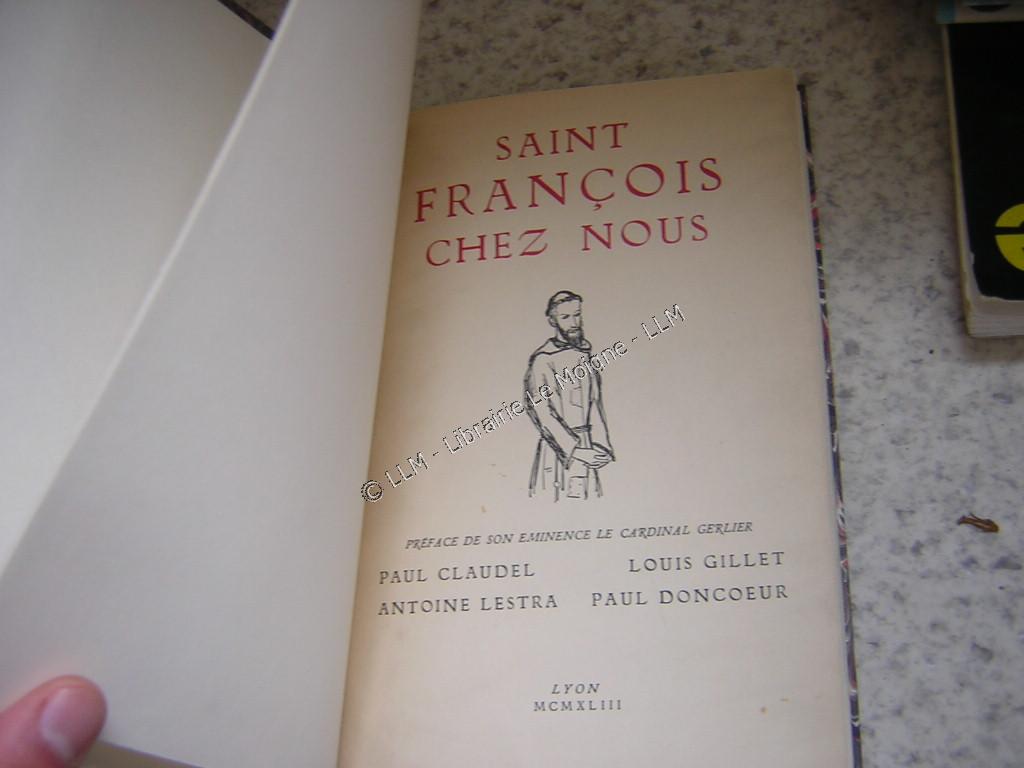 SAINT
FRANÇOIS
CHEZ NOUS
© LLM - Librairie Le Moigne - LLM
PRÉFACE DE SON EMINENCE LE CARDINAL GERLIER
PAUL CLAUDEL LOUIS GILLET
ANTOINE LESTRA PAUL DONCOEUR
LYON
MCMXLIII